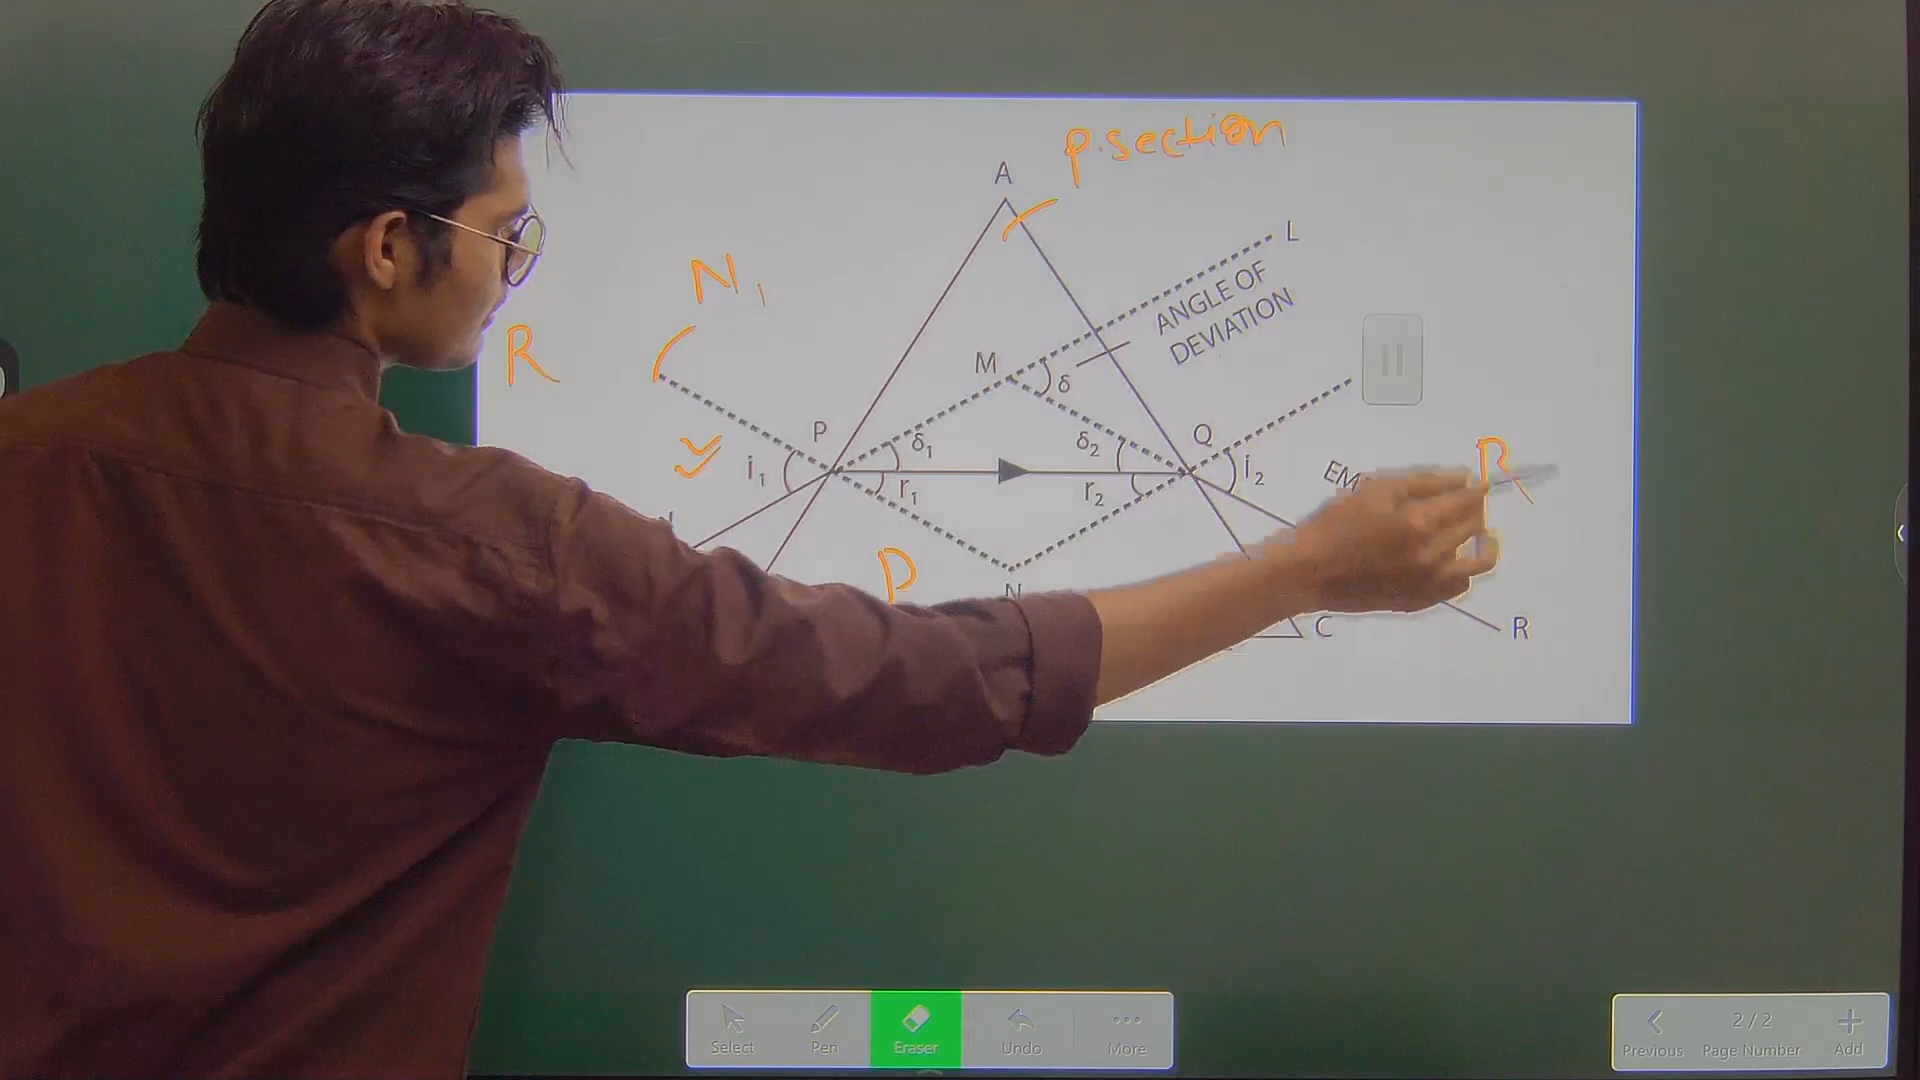 p.section
A
L
N₁
ANGLE OF
DEVIATION
R
M
δ
P
δ₁
δ₂
Q
i₁
r₁
r₂
i₂
EM
R
D
N
C
R
Select
Pen
Eraser
Undo
More
Previous
2 / 2
Page Number
Add